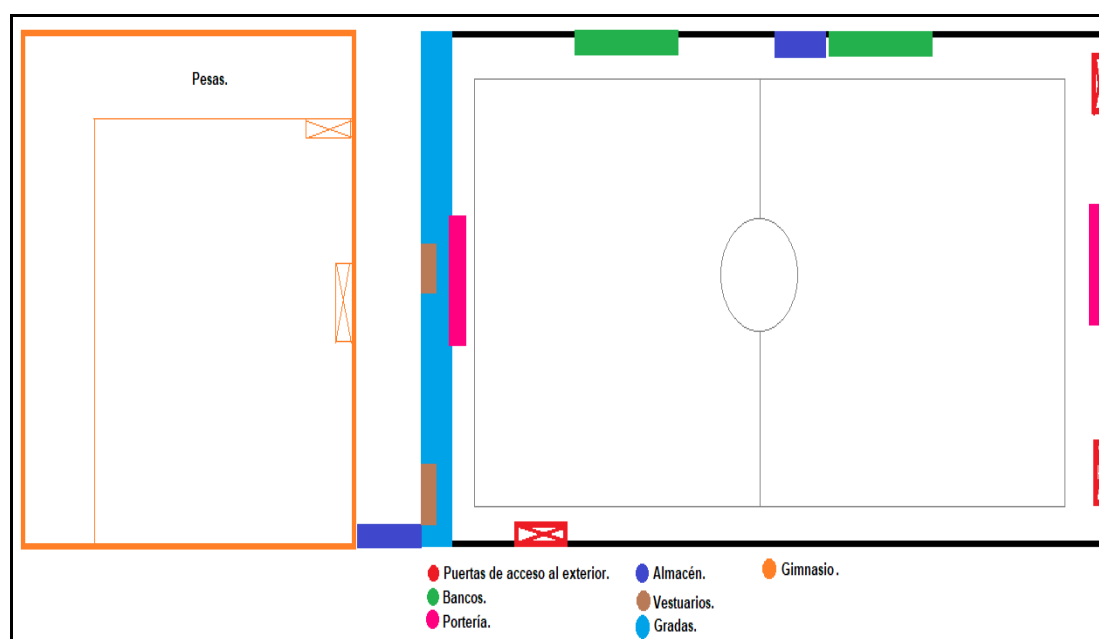 Pesas.
Puertas de acceso al exterior.
Bancos.
Portería.
Almacén.
Vestuarios.
Gradas.
Gimnasio .